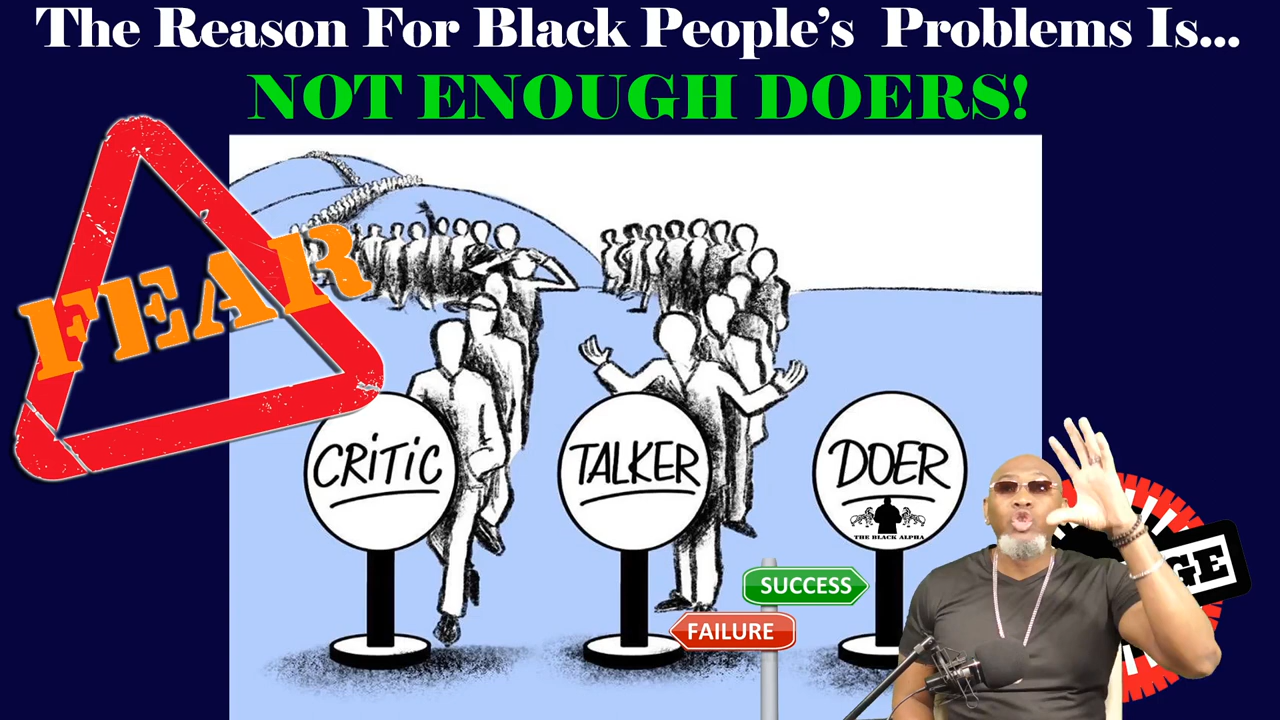 The Reason For Black People's Problems Is...
NOT ENOUGH DOERS!
FEAR
CRiTiC
TALKER
DOER
THE BLACK ALPHA
SUCCESS
FAILURE